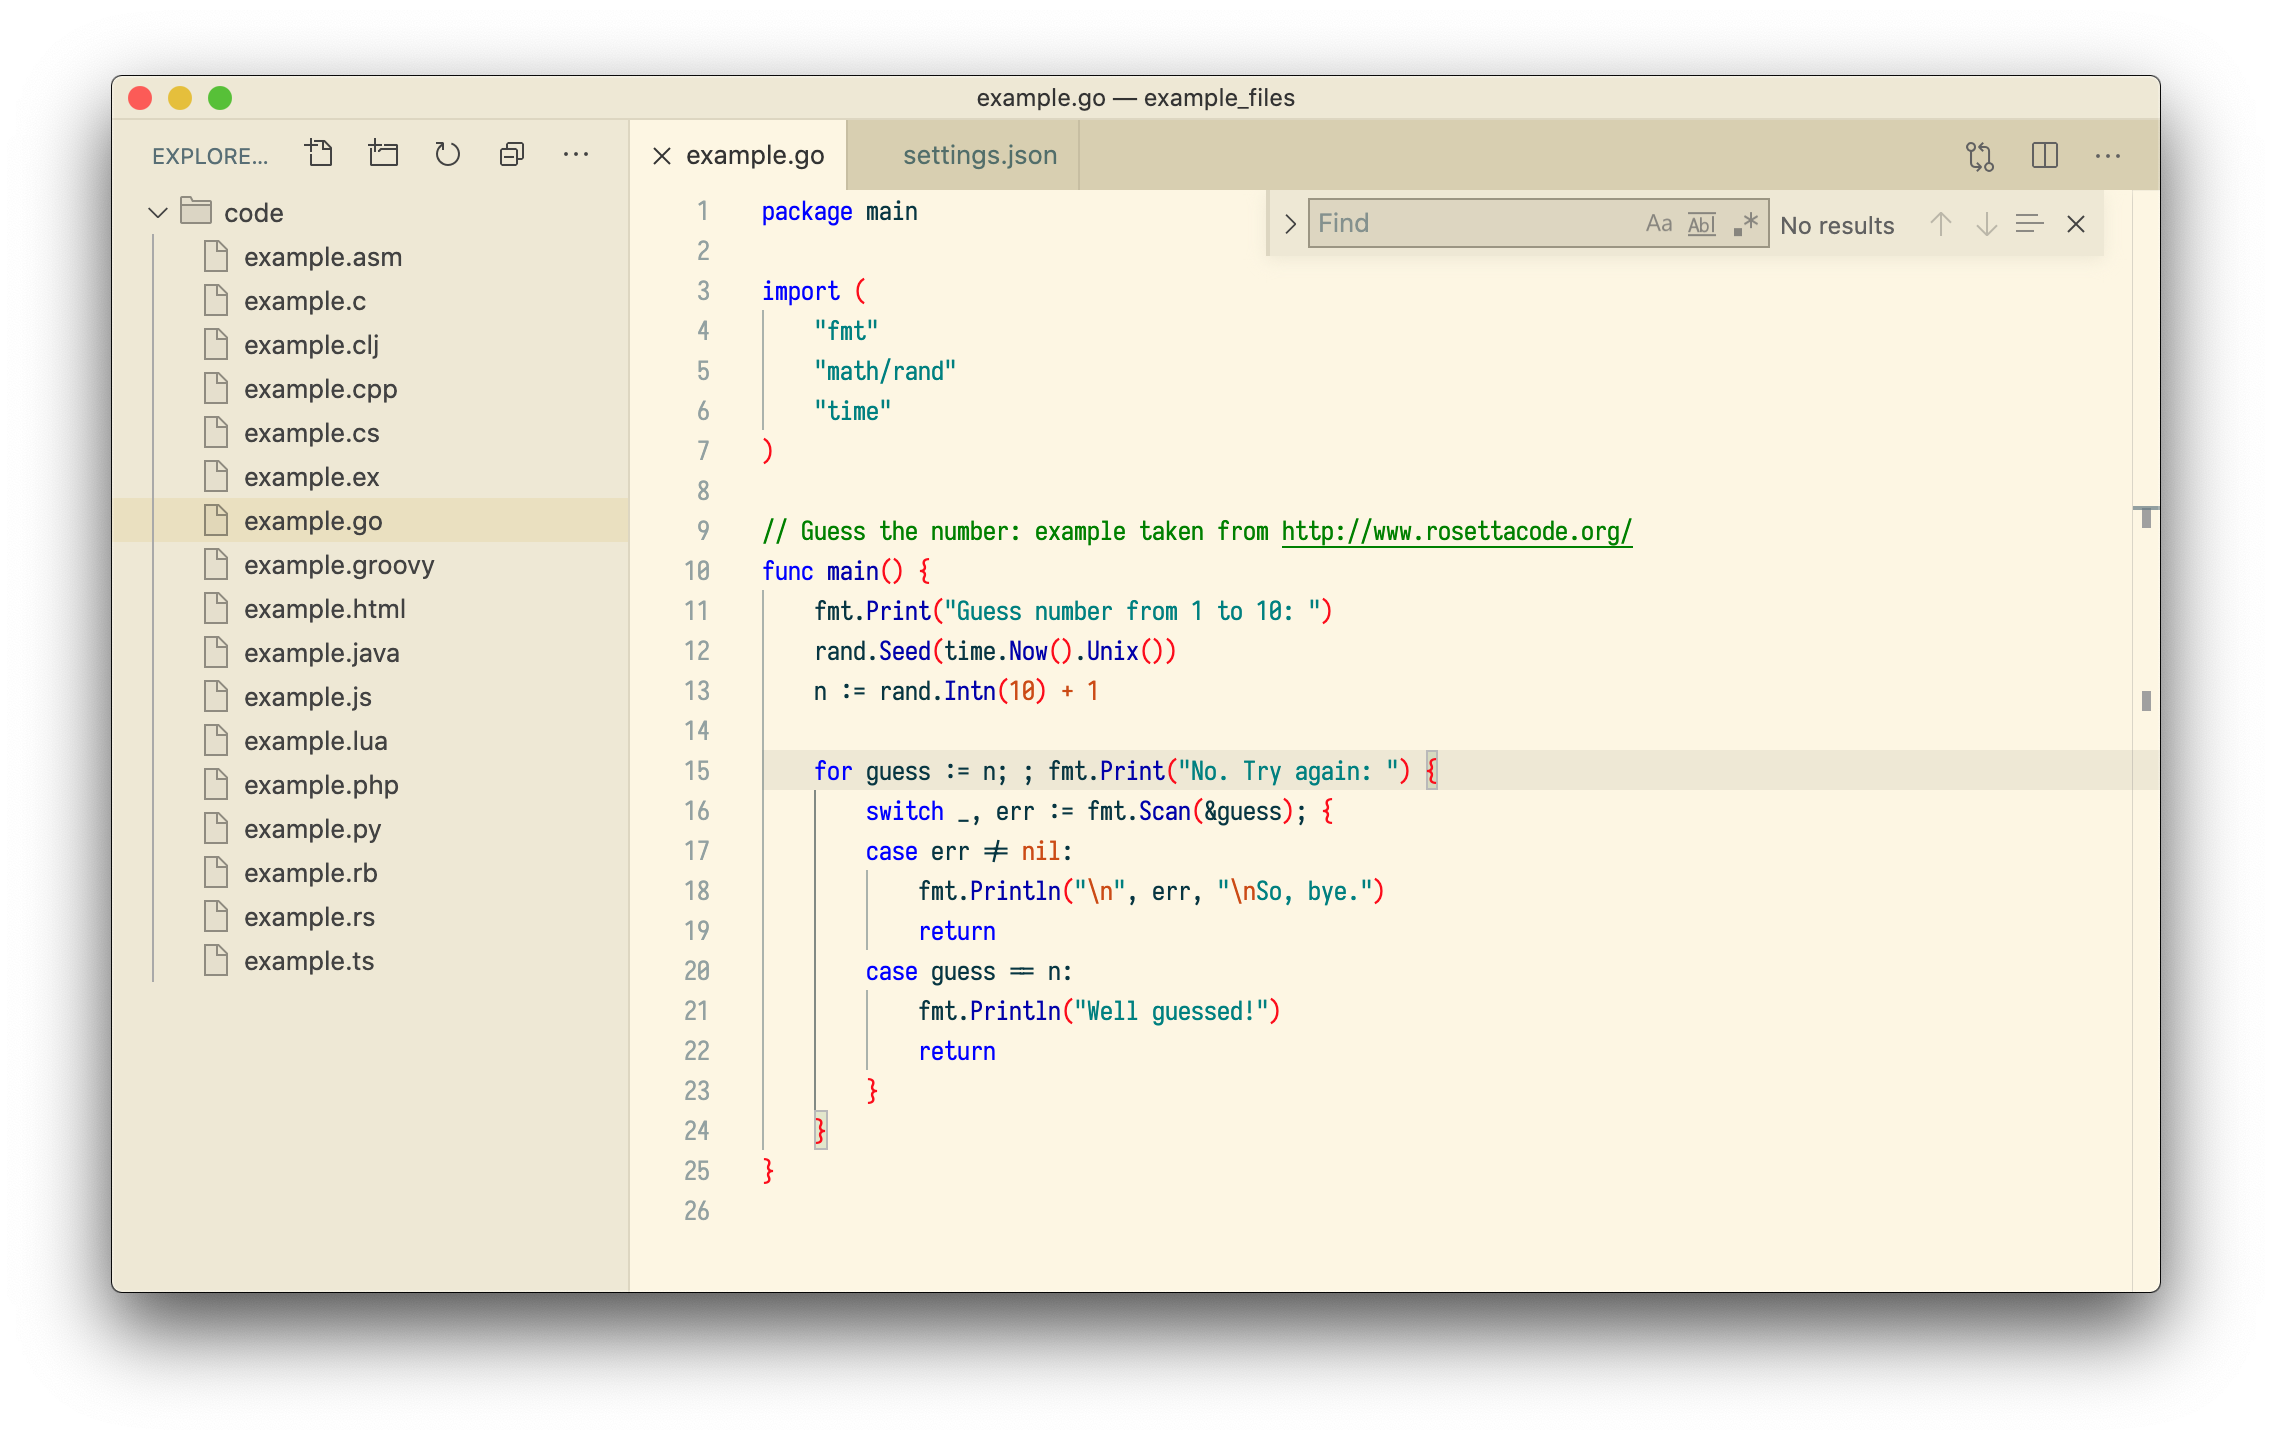 example.go — example_files
EXPLORE...
example.go
settings.json
code
example.asm
example.c
example.clj
example.cpp
example.cs
example.ex
example.go
example.groovy
example.html
example.java
example.js
example.lua
example.php
example.py
example.rb
example.rs
example.ts
Find
Aa
Abl
.*
No results
1 package main
2
3 import (
4     "fmt"
5     "math/rand"
6     "time"
7 )
8
9 // Guess the number: example taken from http://www.rosettacode.org/
10 func main() {
11     fmt.Print("Guess number from 1 to 10: ")
12     rand.Seed(time.Now().Unix())
13     n := rand.Intn(10) + 1
14
15     for guess := n; ; fmt.Print("No. Try again: ") {
16         switch _, err := fmt.Scan(&guess); {
17         case err != nil:
18             fmt.Println("\n", err, "\nSo, bye.")
19             return
20         case guess == n:
21             fmt.Println("Well guessed!")
22             return
23         }
24     }
25 }
26